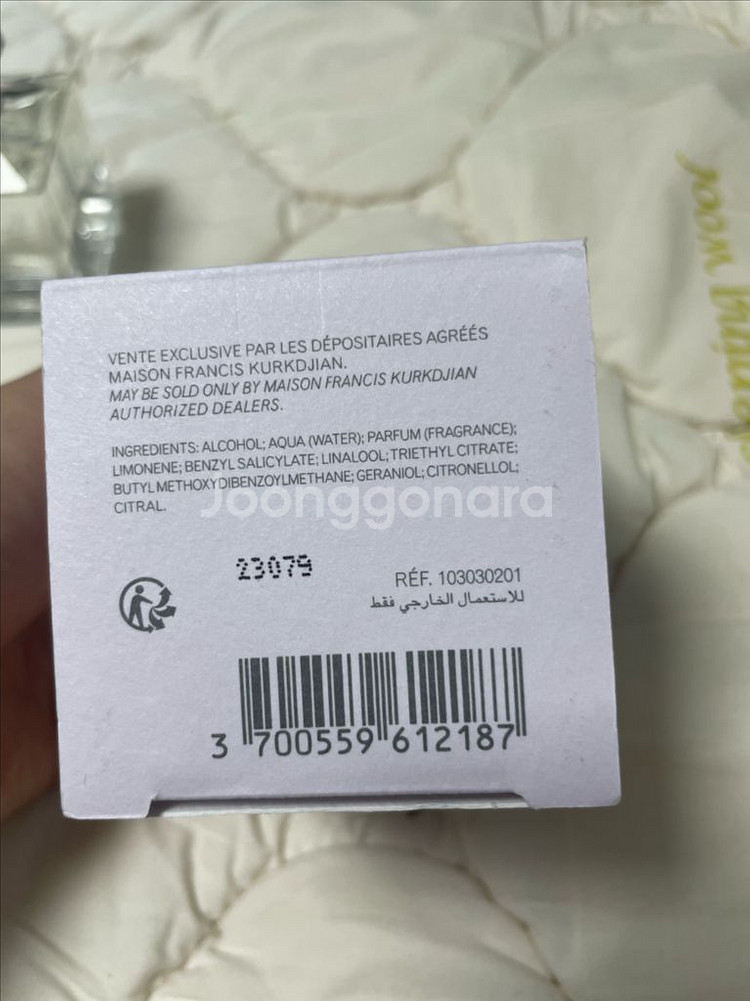 VENTE EXCLUSIVE PAR LES DÉPOSITAIRES AGRÉÉS
MAISON FRANCIS KURKDJIAN.
MAY BE SOLD ONLY BY MAISON FRANCIS KURKDJIAN
AUTHORIZED DEALERS.
INGREDIENTS: ALCOHOL; AQUA (WATER); PARFUM (FRAGRANCE);
LIMONENE; BENZYL SALICYLATE; LINALOOL; TRIETHYL CITRATE;
BUTYL METHOXYDIBENZOYLMETHANE; GERANIOL; CITRONELLOL;
CITRAL.
Joonggonara
23079
RÉF. 103030201
للاستعمال الخارجي فقط
3 700559 612187